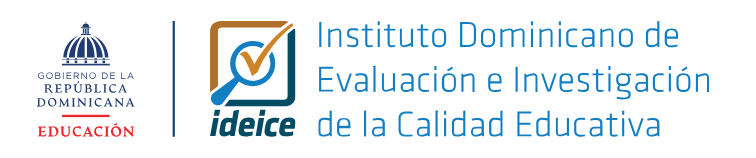 GOBIERNO DE LA
REPÚBLICA
DOMINICANA
EDUCACIÓN
ideice
Instituto Dominicano de
Evaluación e Investigación
de la Calidad Educativa